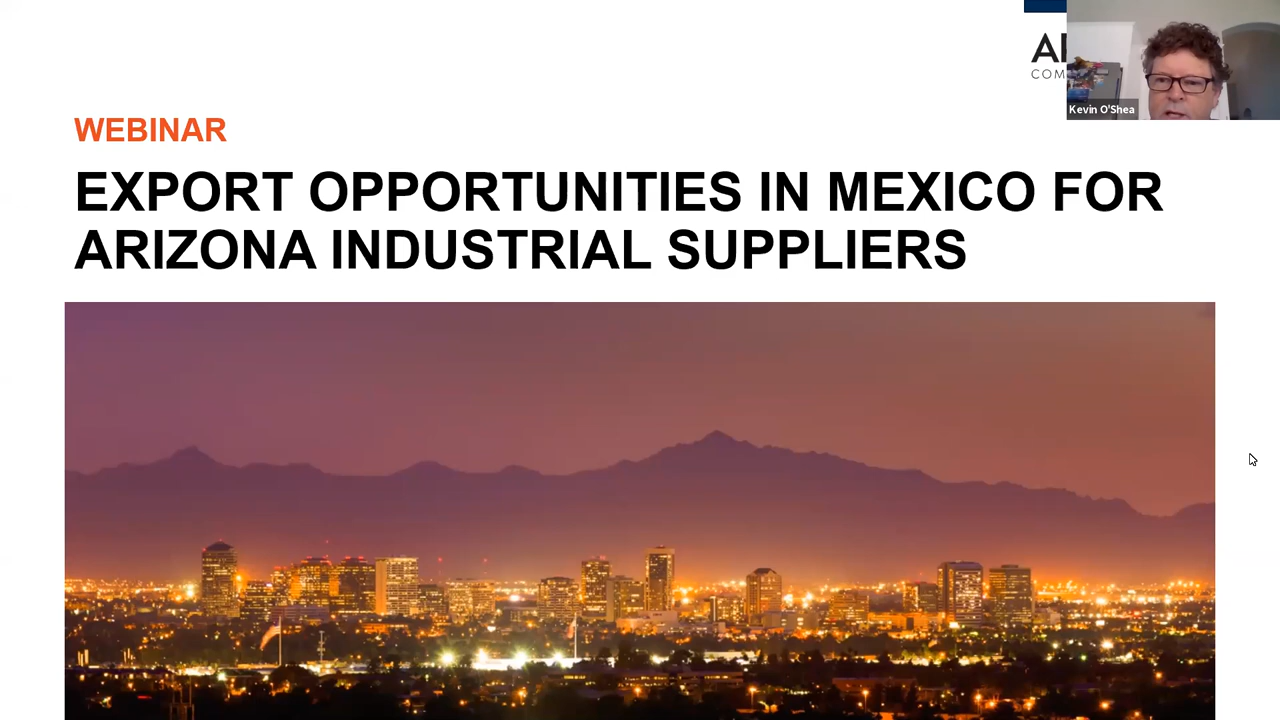 WEBINAR
EXPORT OPPORTUNITIES IN MEXICO FOR
ARIZONA INDUSTRIAL SUPPLIERS
Kevin O'Shea